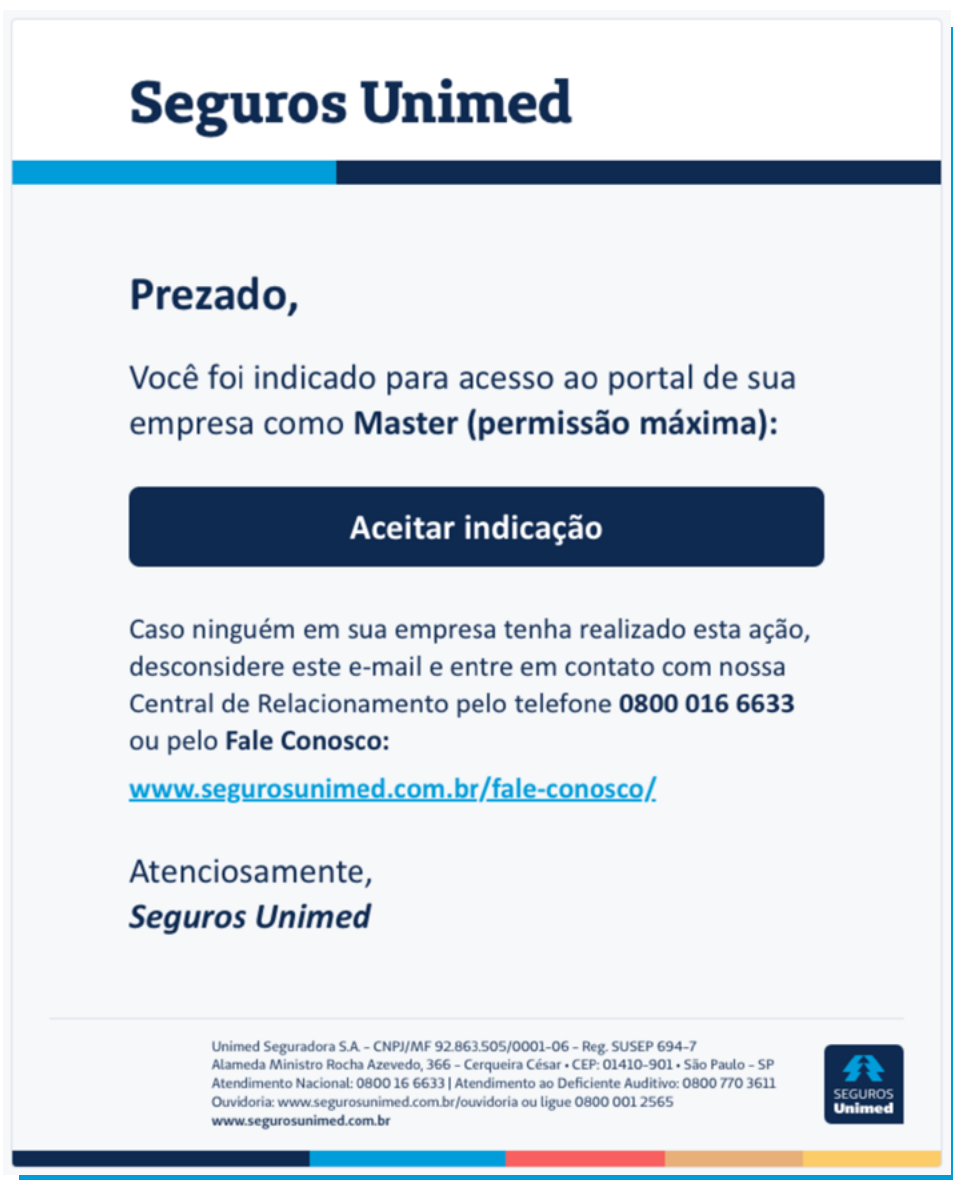 Seguros Unimed
Prezado,
Você foi indicado para acesso ao portal de sua
empresa como Master (permissão máxima):
Aceitar indicação
Caso ninguém em sua empresa tenha realizado esta ação,
desconsidere este e-mail e entre em contato com nossa
Central de Relacionamento pelo telefone 0800 016 6633
ou pelo Fale Conosco:
www.segurosunimed.com.br/fale-conosco/
Atenciosamente,
Seguros Unimed
Unimed Seguradora S.A. – CNPJ/MF 92.863.505/0001-06 – Reg. SUSEP 694-7
Alameda Ministro Rocha Azevedo, 366 – Cerqueira César • CEP: 01410-901 • São Paulo – SP
Atendimento Nacional: 0800 16 6633 | Atendimento ao Deficiente Auditivo: 0800 770 3611
Ouvidoria: www.segurosunimed.com.br/ouvidoria ou ligue 0800 001 2565
www.segurosunimed.com.br
SEGUROS
Unimed